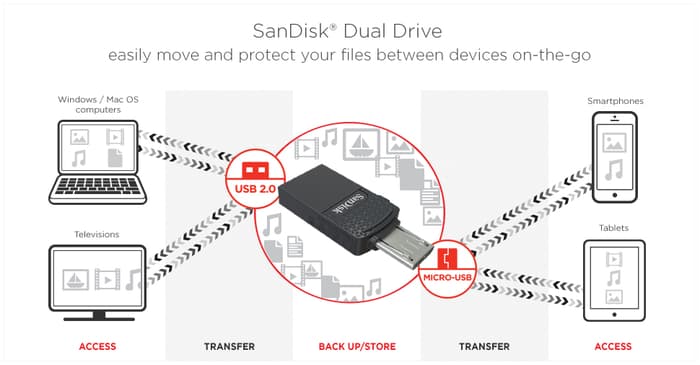 SanDisk® Dual Drive
easily move and protect your files between devices on-the-go
Windows / Mac OS
computers
Smartphones
USB 2.0
SanDisk
Televisions
Tablets
MICRO-USB
ACCESS
TRANSFER
BACK UP/STORE
TRANSFER
ACCESS